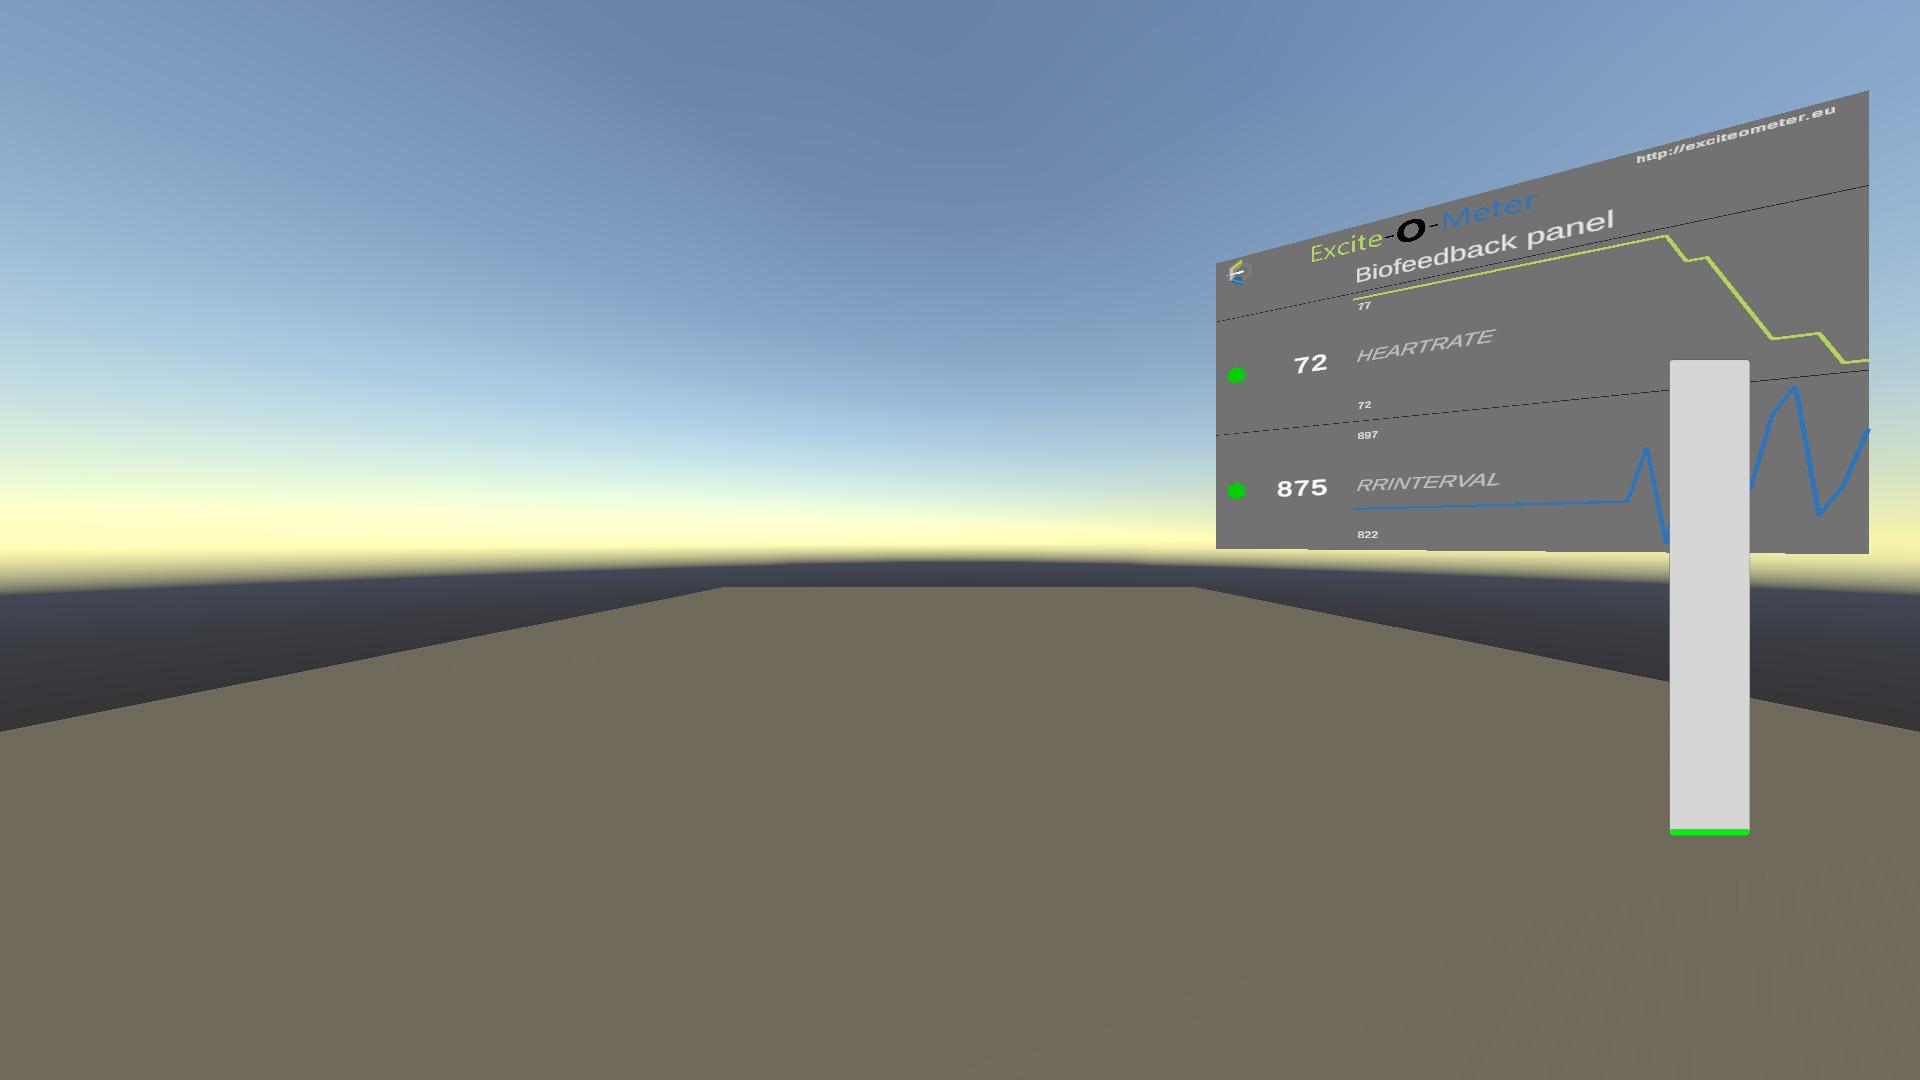 http://exciteometer.eu
Excite-O-Meter
Biofeedback panel
77
72 HEARTRATE
72
897
875 RRINTERVAL
822